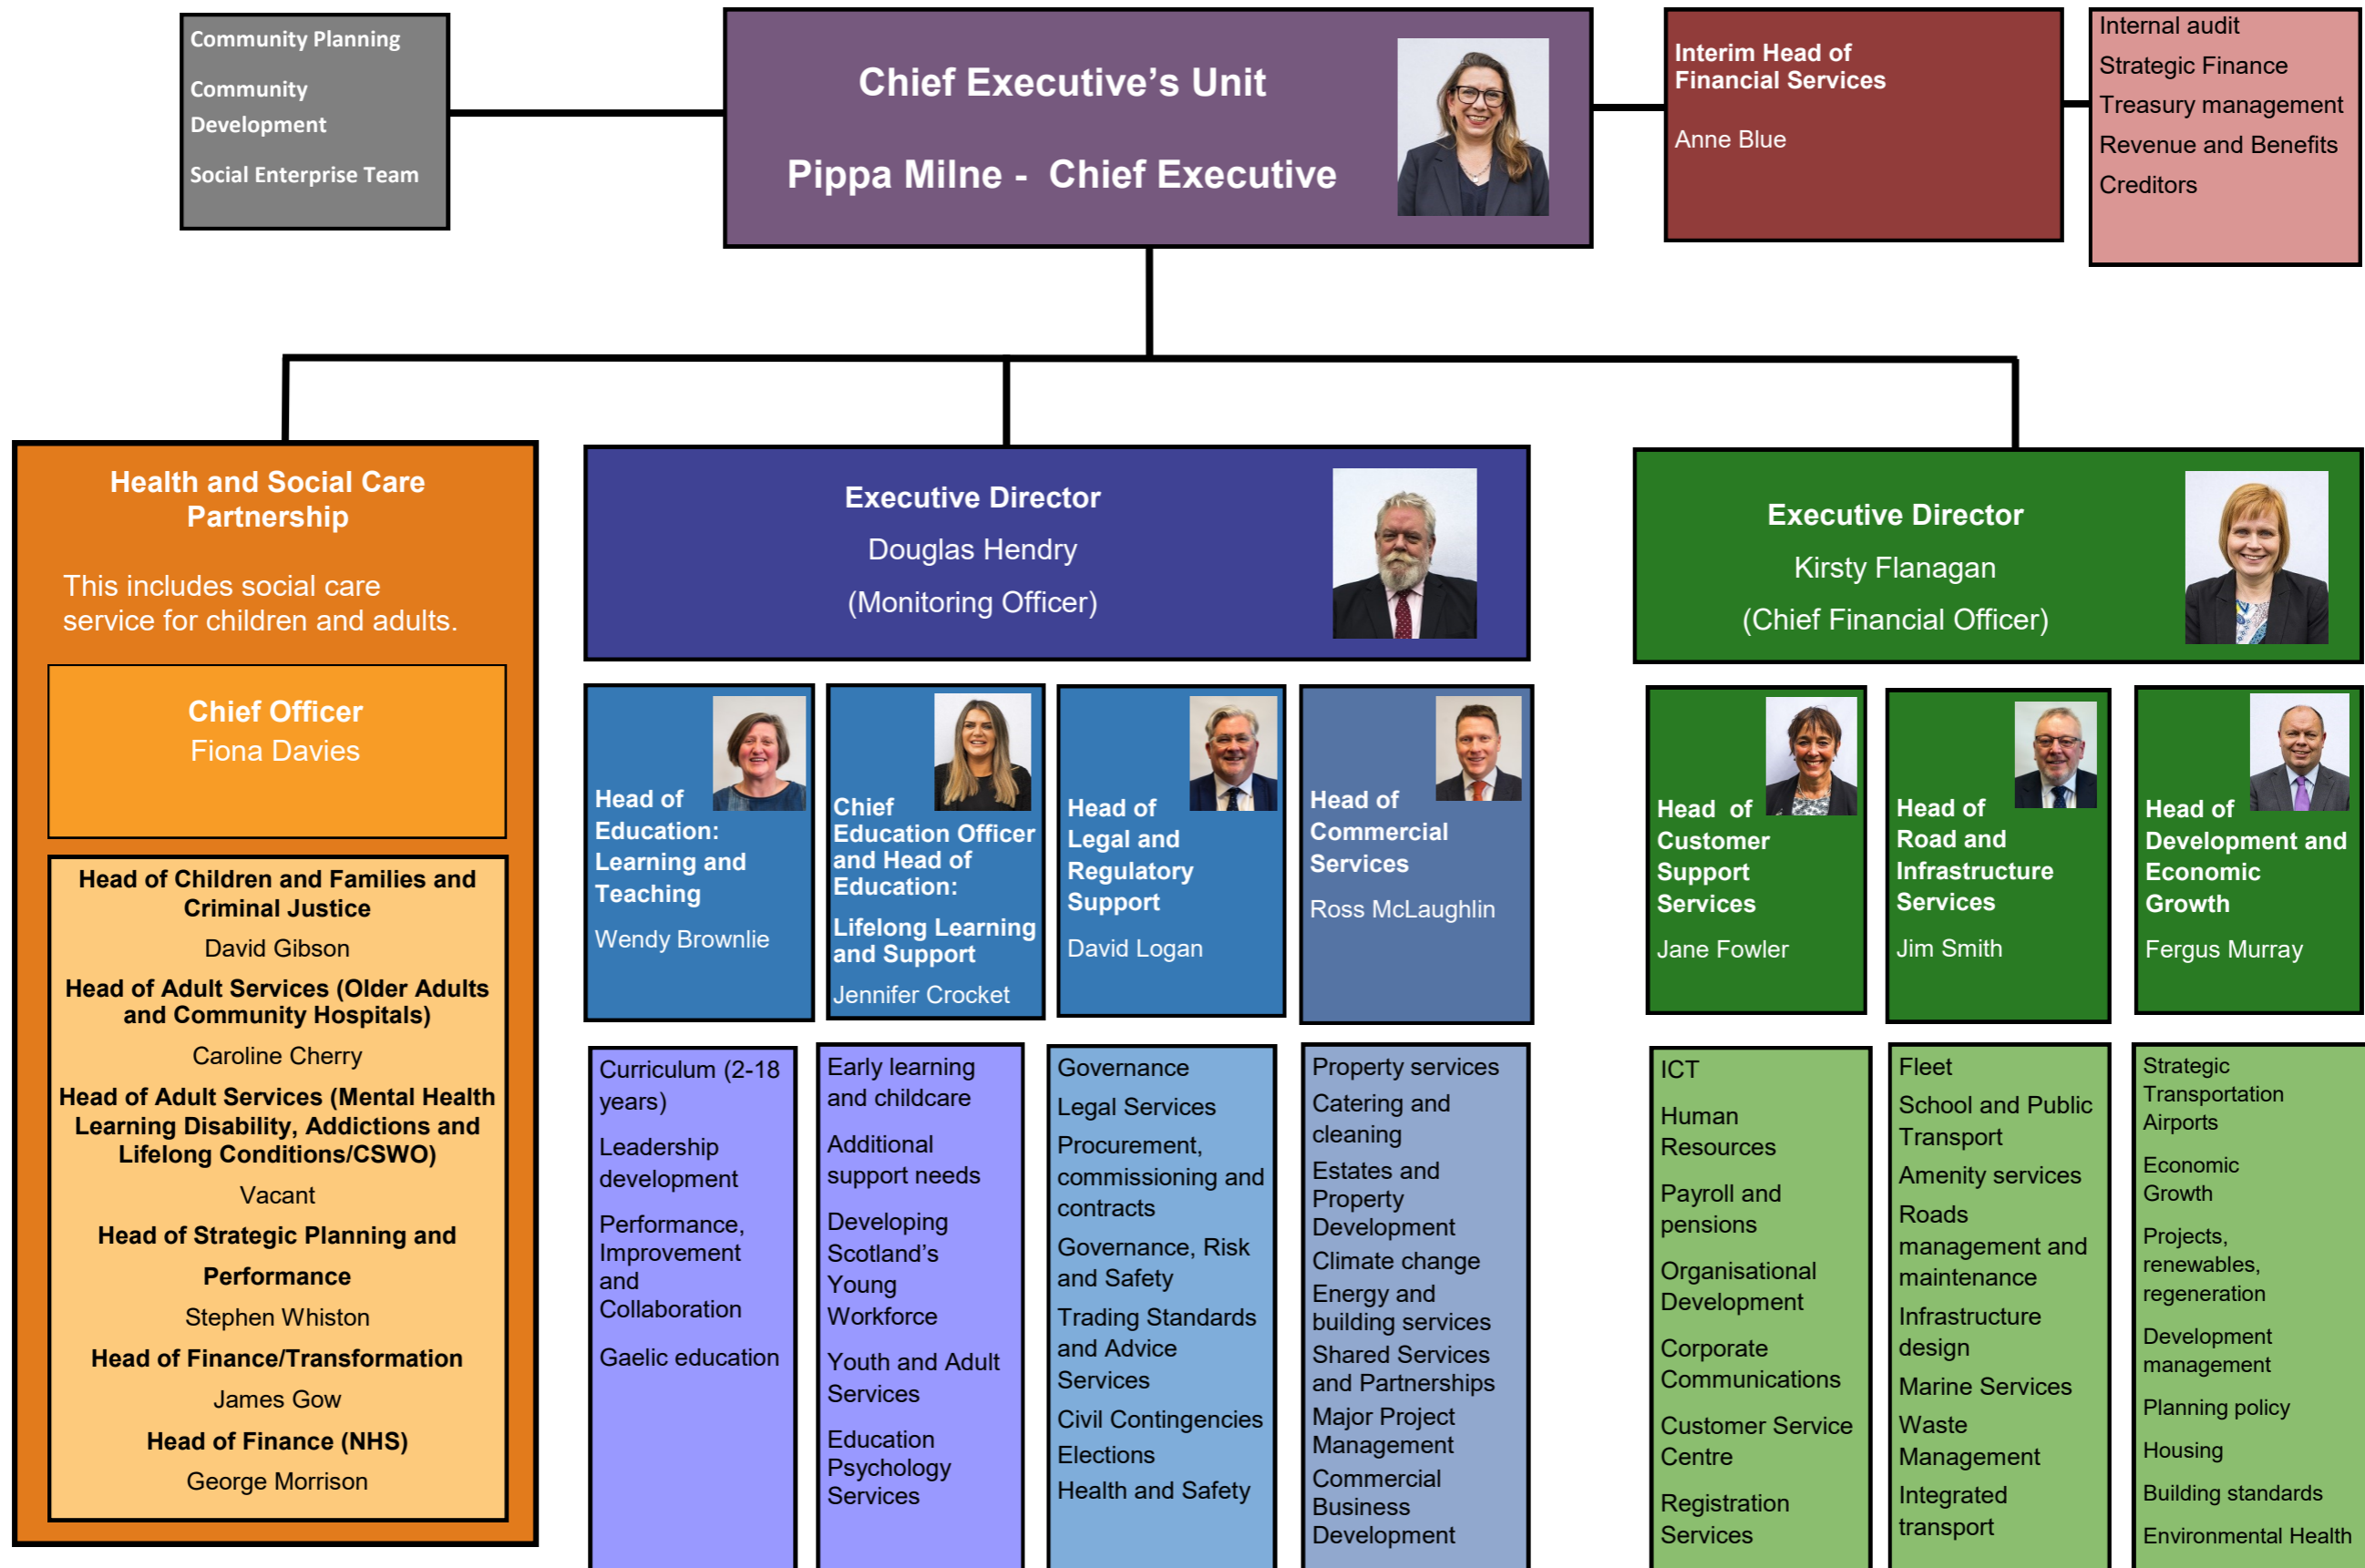 Community Planning
Community
Development
Social Enterprise Team
Chief Executive’s Unit
Pippa Milne - Chief Executive
Interim Head of
Financial Services
Anne Blue
Internal audit
Strategic Finance
Treasury management
Revenue and Benefits
Creditors
Health and Social Care
Partnership
This includes social care
service for children and adults.
Chief Officer
Fiona Davies
Head of Children and Families and
Criminal Justice
David Gibson
Head of Adult Services (Older Adults
and Community Hospitals)
Caroline Cherry
Head of Adult Services (Mental Health
Learning Disability, Addictions and
Lifelong Conditions/CSWO)
Vacant
Head of Strategic Planning and
Performance
Stephen Whiston
Head of Finance/Transformation
James Gow
Head of Finance (NHS)
George Morrison
Executive Director
Douglas Hendry
(Monitoring Officer)
Head of
Education:
Learning and
Teaching
Wendy Brownlie
Chief
Education Officer
and Head of
Education:
Lifelong Learning
and Support
Jennifer Crocket
Head of
Legal and
Regulatory
Support
David Logan
Head of
Commercial
Services
Ross McLaughlin
Curriculum (2-18
years)
Leadership
development
Performance,
Improvement
and
Collaboration
Gaelic education
Early learning
and childcare
Additional
support needs
Developing
Scotland’s
Young
Workforce
Youth and Adult
Services
Education
Psychology
Services
Governance
Legal Services
Procurement,
commissioning and
contracts
Governance, Risk
and Safety
Trading Standards
and Advice
Services
Civil Contingencies
Elections
Health and Safety
Property services
Catering and
cleaning
Estates and
Property
Development
Climate change
Energy and
building services
Shared Services
and Partnerships
Major Project
Management
Commercial
Business
Development
Executive Director
Kirsty Flanagan
(Chief Financial Officer)
Head of
Customer
Support
Services
Jane Fowler
Head of
Road and
Infrastructure
Services
Jim Smith
Head of
Development and
Economic
Growth
Fergus Murray
ICT
Human
Resources
Payroll and
pensions
Organisational
Development
Corporate
Communications
Customer Service
Centre
Registration
Services
Fleet
School and Public
Transport
Amenity services
Roads
management and
maintenance
Infrastructure
design
Marine Services
Waste
Management
Integrated
transport
Strategic
Transportation
Airports
Economic
Growth
Projects,
renewables,
regeneration
Development
management
Planning policy
Housing
Building standards
Environmental Health